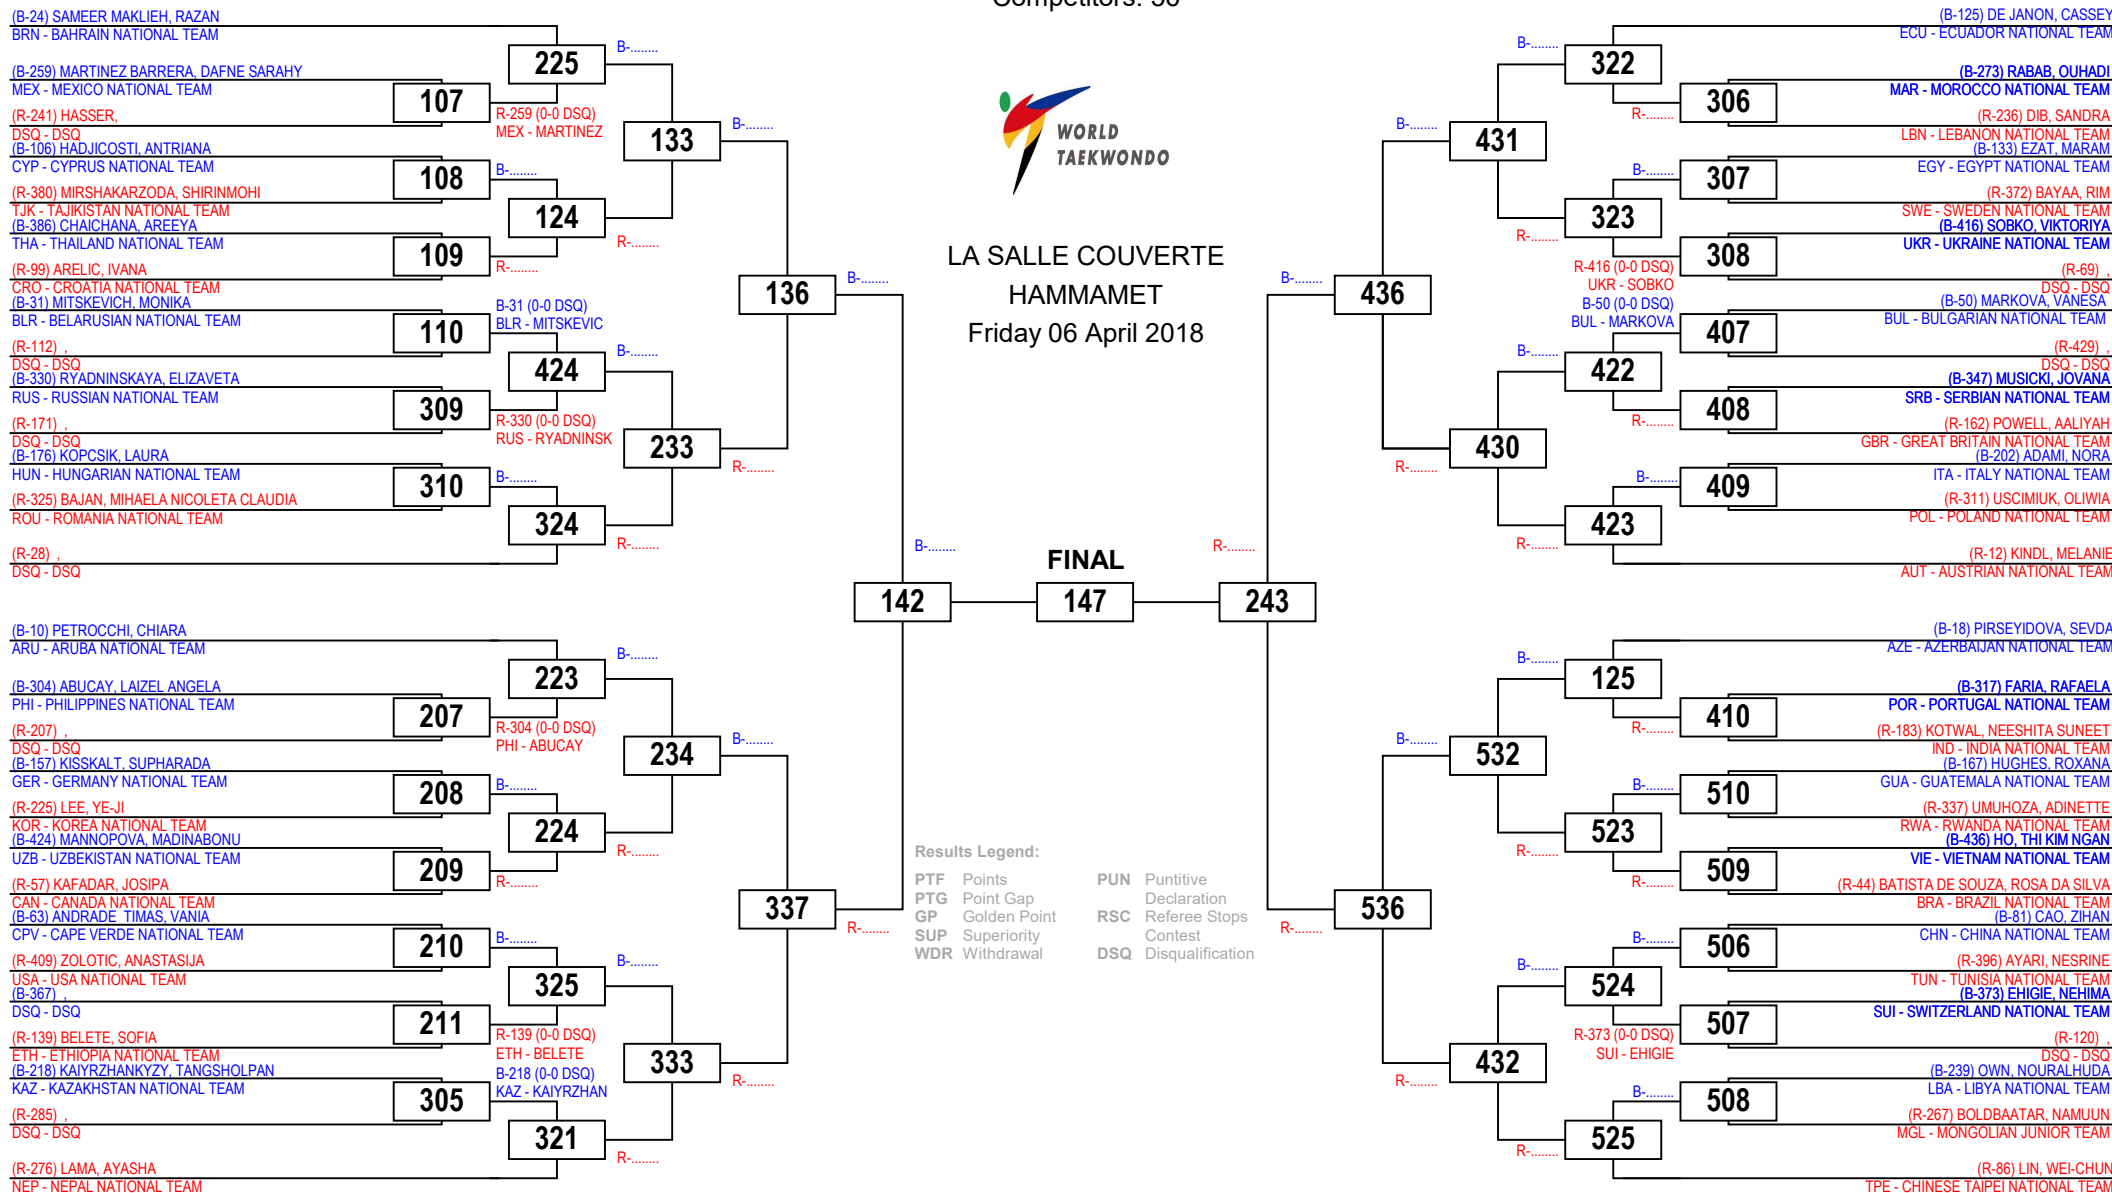 Competitors: 56
(B-24) SAMEER MAKLIEH, RAZAN
BRN - BAHRAIN NATIONAL TEAM
225
B-........
(B-259) MARTINEZ BARRERA, DAFNE SARAHY
MEX - MEXICO NATIONAL TEAM
107
(R-241) HASSER,
DSQ - DSQ
R-259 (0-0 DSQ)
MEX - MARTINEZ
133
B-........
(B-106) HADJICOSTI, ANTRIANA
CYP - CYPRUS NATIONAL TEAM
108
B-........
(R-380) MIRSHAKARZODA, SHIRINMOHI
TJK - TAJIKISTAN NATIONAL TEAM
124
R-........
(B-386) CHAICHANA, AREEYA
THA - THAILAND NATIONAL TEAM
109
R-........
(R-99) ARELIC, IVANA
CRO - CROATIA NATIONAL TEAM
136
B-........
(B-31) MITSKEVICH, MONIKA
BLR - BELARUSIAN NATIONAL TEAM
110
B-31 (0-0 DSQ)
BLR - MITSKEVIC
(R-112) ,
DSQ - DSQ
424
B-........
(B-330) RYADNINSKAYA, ELIZAVETA
RUS - RUSSIAN NATIONAL TEAM
309
(R-171) ,
DSQ - DSQ
R-330 (0-0 DSQ)
RUS - RYADNINSK
233
R-........
(B-176) KOPCSIK, LAURA
HUN - HUNGARIAN NATIONAL TEAM
310
B-........
(R-325) BAJAN, MIHAELA NICOLETA CLAUDIA
ROU - ROMANIA NATIONAL TEAM
324
R-........
(R-28) ,
DSQ - DSQ
WORLD
TAEKWONDO
LA SALLE COUVERTE
HAMMAMET
Friday 06 April 2018
B-........
R-........
FINAL
142
147
243
(B-10) PETROCCHI, CHIARA
ARU - ARUBA NATIONAL TEAM
223
B-........
(B-304) ABUCAY, LAIZEL ANGELA
PHI - PHILIPPINES NATIONAL TEAM
207
(R-207) ,
DSQ - DSQ
R-304 (0-0 DSQ)
PHI - ABUCAY
234
B-........
(B-157) KISSKALT, SUPHARADA
GER - GERMANY NATIONAL TEAM
208
B-........
(R-225) LEE, YE-JI
KOR - KOREA NATIONAL TEAM
224
R-........
(B-424) MANNOPOVA, MADINABONU
UZB - UZBEKISTAN NATIONAL TEAM
209
R-........
(R-57) KAFADAR, JOSIPA
CAN - CANADA NATIONAL TEAM
337
R-........
(B-63) ANDRADE TIMAS, VANIA
CPV - CAPE VERDE NATIONAL TEAM
210
B-........
(R-409) ZOLOTIC, ANASTASIJA
USA - USA NATIONAL TEAM
325
B-........
(B-367) ,
DSQ - DSQ
211
(R-139) BELETE, SOFIA
ETH - ETHIOPIA NATIONAL TEAM
R-139 (0-0 DSQ)
ETH - BELETE
333
R-........
(B-218) KAIYRZHANKYZY, TANGSHOLPAN
KAZ - KAZAKHSTAN NATIONAL TEAM
305
B-218 (0-0 DSQ)
KAZ - KAIYRZHAN
(R-285) ,
DSQ - DSQ
321
R-........
(R-276) LAMA, AYASHA
NEP - NEPAL NATIONAL TEAM
Results Legend:
PTF Points
PTG Point Gap
GP Golden Point
SUP Superiority
WDR Withdrawal
PUN Puntitive
Declaration
RSC Referee Stops
Contest
DSQ Disqualification
(B-125) DE JANON, CASSEY
ECU - ECUADOR NATIONAL TEAM
B-........
322
(B-273) RABAB, OUHADI
MAR - MOROCCO NATIONAL TEAM
R-........
306
(R-236) DIB, SANDRA
LBN - LEBANON NATIONAL TEAM
B-........
431
(B-133) EZAT, MARAM
EGY - EGYPT NATIONAL TEAM
B-........
307
(R-372) BAYAA, RIM
SWE - SWEDEN NATIONAL TEAM
R-........
323
(B-416) SOBKO, VIKTORIYA
UKR - UKRAINE NATIONAL TEAM
308
R-416 (0-0 DSQ)
UKR - SOBKO
(R-69) ,
DSQ - DSQ
B-........
436
(B-50) MARKOVA, VANESA
BUL - BULGARIAN NATIONAL TEAM
B-50 (0-0 DSQ)
BUL - MARKOVA
407
(R-429) ,
DSQ - DSQ
B-........
422
(B-347) MUSICKI, JOVANA
SRB - SERBIAN NATIONAL TEAM
R-........
408
(R-162) POWELL, AALIYAH
GBR - GREAT BRITAIN NATIONAL TEAM
R-........
430
(B-202) ADAMI, NORA
ITA - ITALY NATIONAL TEAM
B-........
409
(R-311) USCIMIUK, OLIWIA
POL - POLAND NATIONAL TEAM
R-........
423
(R-12) KINDL, MELANIE
AUT - AUSTRIAN NATIONAL TEAM
(B-18) PIRSEYIDOVA, SEVDA
AZE - AZERBAIJAN NATIONAL TEAM
B-........
125
(B-317) FARIA, RAFAELA
POR - PORTUGAL NATIONAL TEAM
R-........
410
(R-183) KOTWAL, NEESHITA SUNEET
IND - INDIA NATIONAL TEAM
B-........
532
(B-167) HUGHES, ROXANA
GUA - GUATEMALA NATIONAL TEAM
B-........
510
(R-337) UMUHOZA, ADINETTE
RWA - RWANDA NATIONAL TEAM
R-........
523
(B-436) HO, THI KIM NGAN
VIE - VIETNAM NATIONAL TEAM
R-........
509
(R-44) BATISTA DE SOUZA, ROSA DA SILVA
BRA - BRAZIL NATIONAL TEAM
R-........
536
(B-81) CAO, ZIHAN
CHN - CHINA NATIONAL TEAM
B-........
506
(R-396) AYARI, NESRINE
TUN - TUNISIA NATIONAL TEAM
B-........
524
(B-373) EHIGIE, NEHIMA
SUI - SWITZERLAND NATIONAL TEAM
507
R-373 (0-0 DSQ)
SUI - EHIGIE
(R-120) ,
DSQ - DSQ
R-........
432
(B-239) OWN, NOURALHUDA
LBA - LIBYA NATIONAL TEAM
B-........
508
(R-267) BOLDBAATAR, NAMUUN
MGL - MONGOLIAN JUNIOR TEAM
R-........
525
(R-86) LIN, WEI-CHUN
TPE - CHINESE TAIPEI NATIONAL TEAM